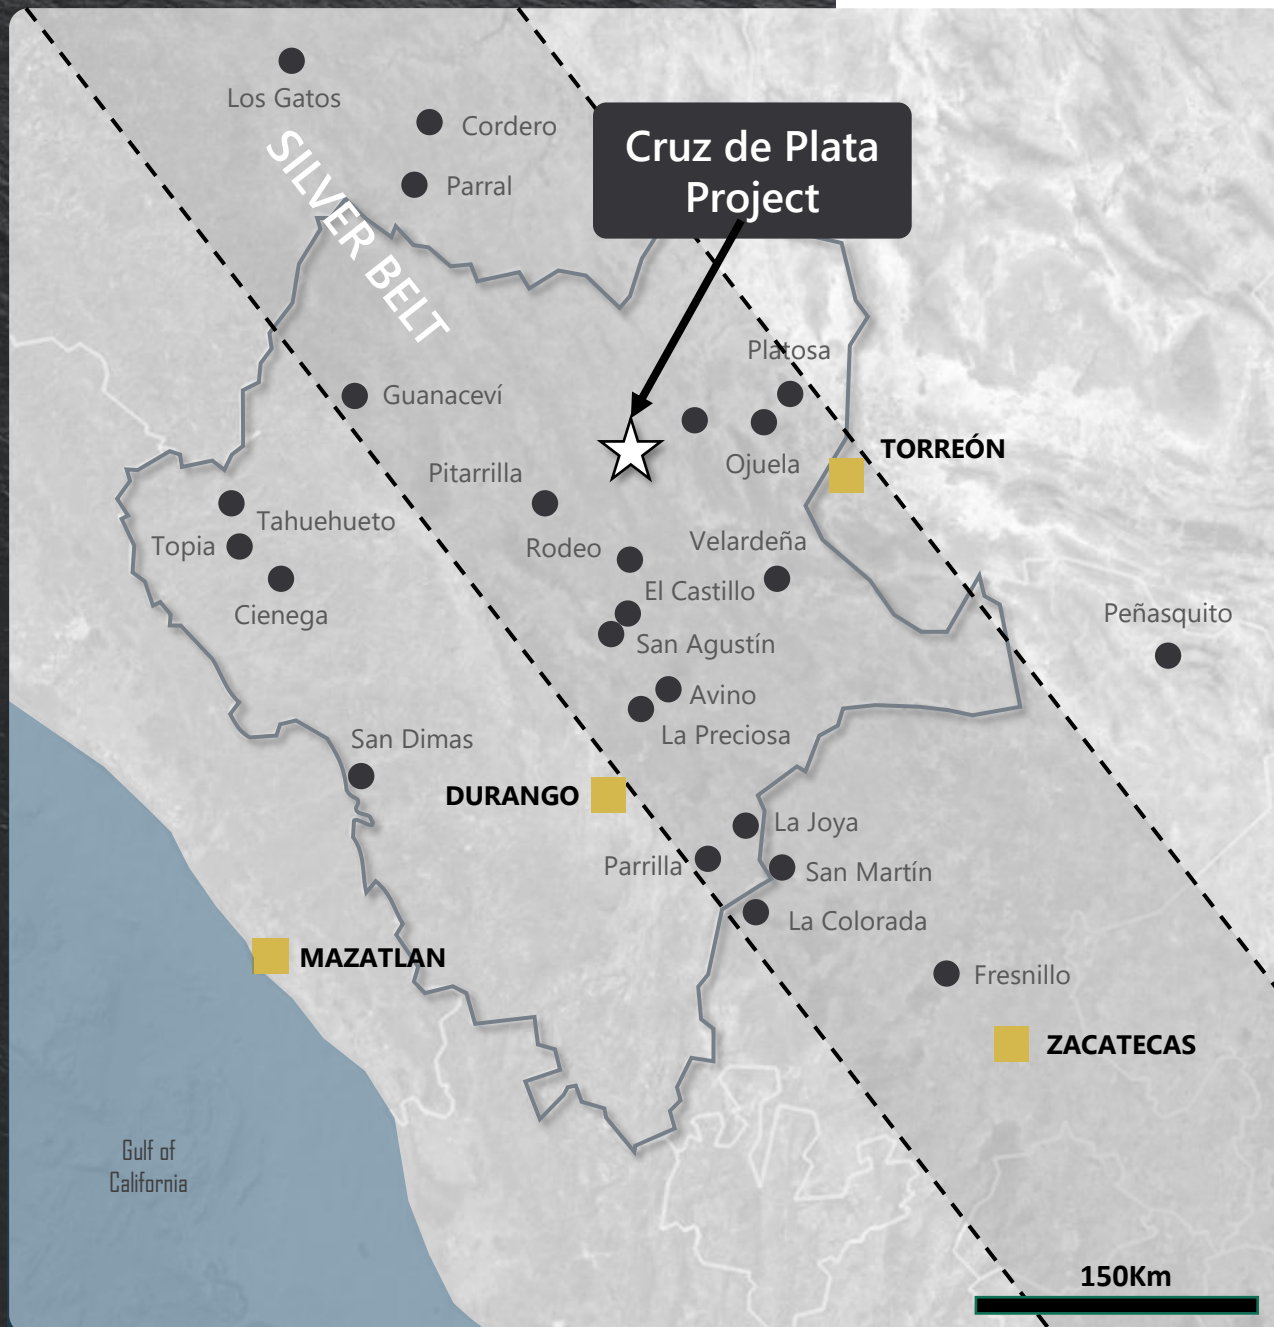 Los Gatos
Cordero
Parral
SILVER BELT
Cruz de Plata
Project
Platosa
Guanaceví
TORREÓN
Ojuela
Pitarrilla
Tahuehueto
Topia
Rodeo
Velardeña
El Castillo
Cienega
Peñasquito
San Agustín
Avino
La Preciosa
San Dimas
DURANGO
La Joya
Parrilla
San Martín
La Colorada
MAZATLAN
Fresnillo
ZACATECAS
Gulf of
California
150Km